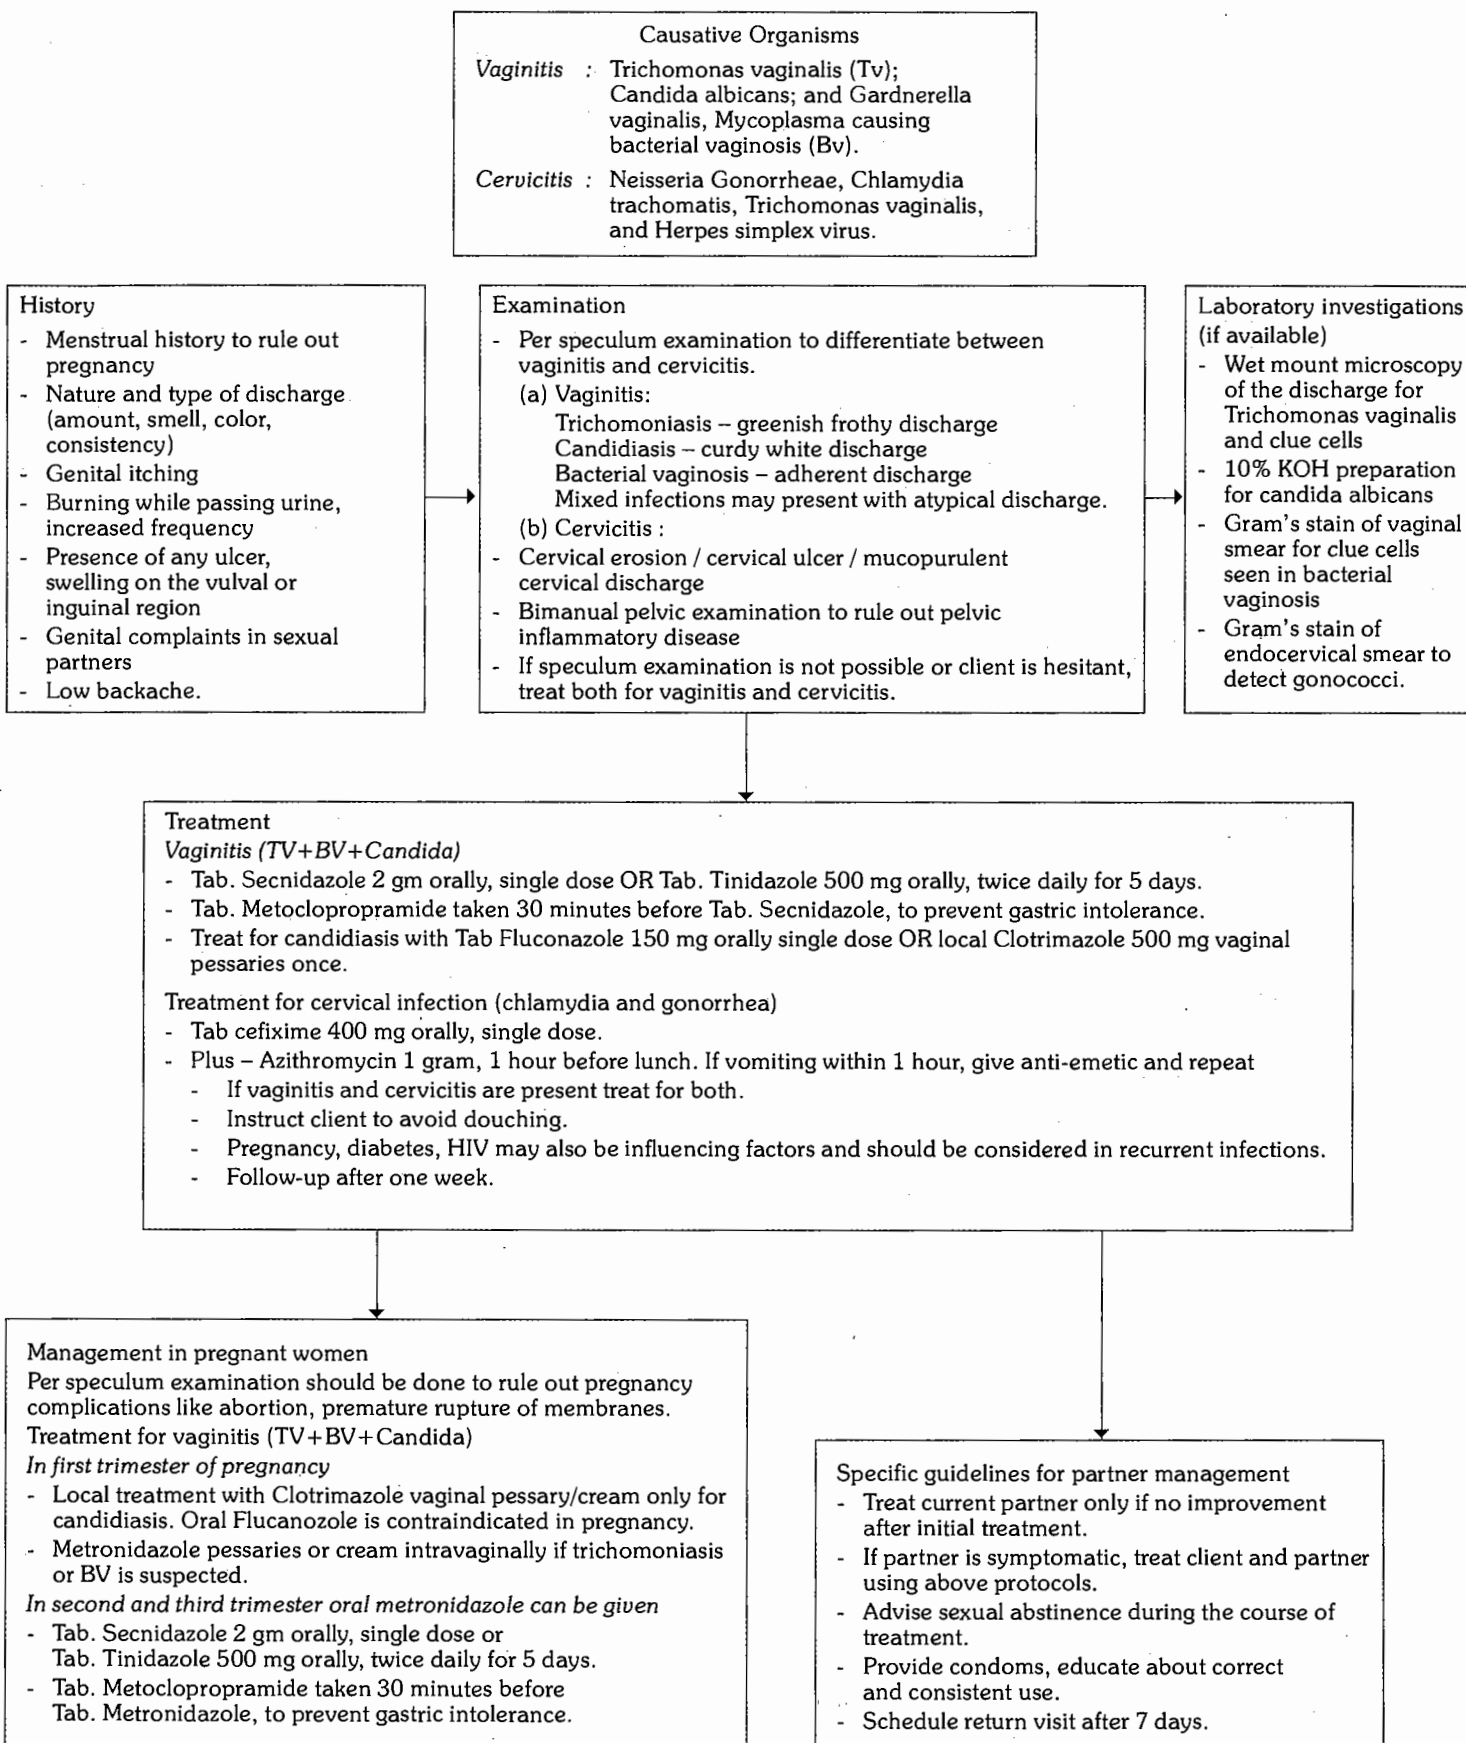 Causative Organisms
Vaginitis : Trichomonas vaginalis (Tv);
Candida albicans; and Gardnerella
vaginalis, Mycoplasma causing
bacterial vaginosis (Bv).
Cervicitis : Neisseria Gonorrheae, Chlamydia
trachomatis, Trichomonas vaginalis,
and Herpes simplex virus.
History
- Menstrual history to rule out
pregnancy
- Nature and type of discharge
(amount, smell, color,
consistency)
- Genital itching
- Burning while passing urine,
increased frequency
- Presence of any ulcer,
swelling on the vulval or
inguinal region
- Genital complaints in sexual
partners
- Low backache.
Examination
- Per speculum examination to differentiate between
vaginitis and cervicitis.
(a) Vaginitis:
Trichomoniasis – greenish frothy discharge
Candidiasis – curdy white discharge
Bacterial vaginosis – adherent discharge
Mixed infections may present with atypical discharge.
(b) Cervicitis :
- Cervical erosion / cervical ulcer / mucopurulent
cervical discharge
- Bimanual pelvic examination to rule out pelvic
inflammatory disease
- If speculum examination is not possible or client is hesitant,
treat both for vaginitis and cervicitis.
Laboratory investigations
(if available)
- Wet mount microscopy
of the discharge for
Trichomonas vaginalis
and clue cells
- 10% KOH preparation
for candida albicans
- Gram's stain of vaginal
smear for clue cells
seen in bacterial
vaginosis
- Gram's stain of
endocervical smear to
detect gonococci.
Treatment
Vaginitis (TV+BV+Candida)
- Tab. Secnidazole 2 gm orally, single dose OR Tab. Tinidazole 500 mg orally, twice daily for 5 days.
- Tab. Metoclopropramide taken 30 minutes before Tab. Secnidazole, to prevent gastric intolerance.
- Treat for candidiasis with Tab Fluconazole 150 mg orally single dose OR local Clotrimazole 500 mg vaginal
pessaries once.
Treatment for cervical infection (chlamydia and gonorrhea)
- Tab cefixime 400 mg orally, single dose.
- Plus – Azithromycin 1 gram, 1 hour before lunch. If vomiting within 1 hour, give anti-emetic and repeat
- If vaginitis and cervicitis are present treat for both.
- Instruct client to avoid douching.
- Pregnancy, diabetes, HIV may also be influencing factors and should be considered in recurrent infections.
- Follow-up after one week.
Management in pregnant women
Per speculum examination should be done to rule out pregnancy
complications like abortion, premature rupture of membranes.
Treatment for vaginitis (TV+BV+Candida)
In first trimester of pregnancy
- Local treatment with Clotrimazole vaginal pessary/cream only for
candidiasis. Oral Flucanozole is contraindicated in pregnancy.
- Metronidazole pessaries or cream intravaginally if trichomoniasis
or BV is suspected.
In second and third trimester oral metronidazole can be given
- Tab. Secnidazole 2 gm orally, single dose or
Tab. Tinidazole 500 mg orally, twice daily for 5 days.
- Tab. Metoclopropramide taken 30 minutes before
Tab. Metronidazole, to prevent gastric intolerance.
Specific guidelines for partner management
- Treat current partner only if no improvement
after initial treatment.
- If partner is symptomatic, treat client and partner
using above protocols.
- Advise sexual abstinence during the course of
treatment.
- Provide condoms, educate about correct
and consistent use.
- Schedule return visit after 7 days.